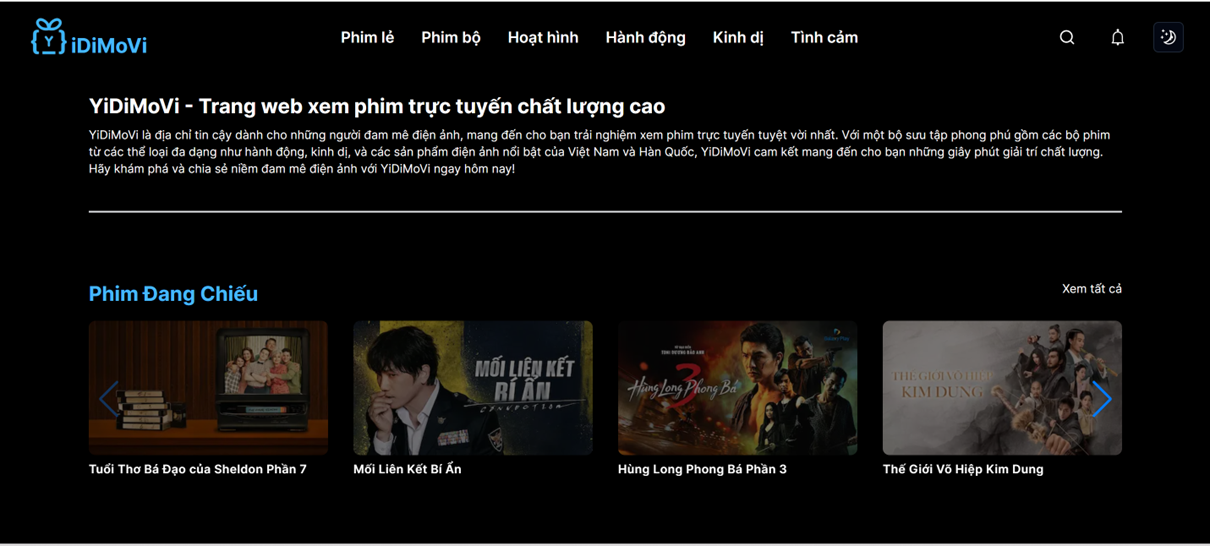 Y iDiMoVi
Phim lẻ Phim bộ Hoạt hình Hành động Kinh dị Tình cảm
YiDiMoVi - Trang web xem phim trực tuyến chất lượng cao
YiDiMoVi là địa chỉ tin cậy dành cho những người đam mê điện ảnh, mang đến cho bạn trải nghiệm xem phim trực tuyến tuyệt vời nhất. Với một bộ sưu tập phong phú gồm các bộ phim
từ các thể loại đa dạng như hành động, kinh dị, và các sản phẩm điện ảnh nổi bật của Việt Nam và Hàn Quốc, YiDiMoVi cam kết mang đến cho bạn những giây phút giải trí chất lượng.
Hãy khám phá và chia sẻ niềm đam mê điện ảnh với YiDiMoVi ngay hôm nay!
Phim Đang Chiếu
Xem tất cả
MỐI LIÊN KẾT
BÍ ẨN
CONNECTION
Hùng Long Phong Bá
3
THẾ GIỚI VÕ HIỆP
KIM DUNG
Tuổi Thơ Bá Đạo của Sheldon Phần 7
Mối Liên Kết Bí Ẩn
Hùng Long Phong Bá Phần 3
Thế Giới Võ Hiệp Kim Dung